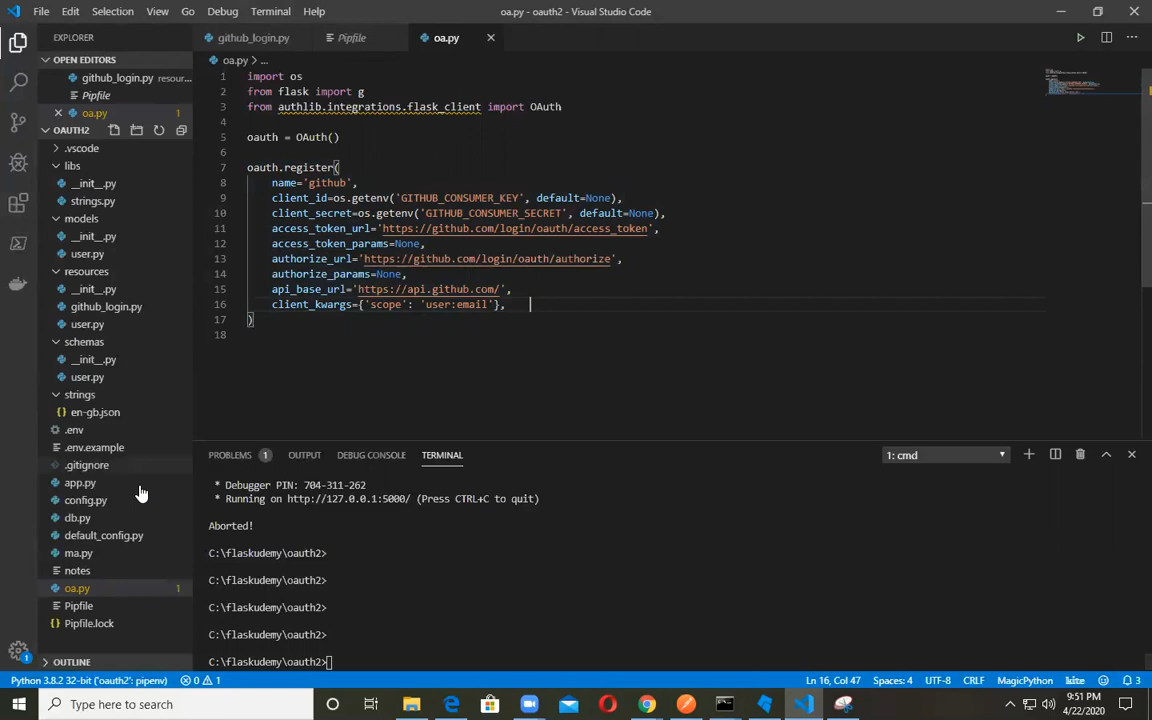 File Edit Selection View Go Debug Terminal Help
oa.py - oauth2 - Visual Studio Code
EXPLORER
OPEN EDITORS
github_login.py resour...
Pipfile
oa.py 1
OAUTH2
.vscode
libs
__init__.py
strings.py
models
__init__.py
user.py
resources
__init__.py
github_login.py
user.py
schemas
__init__.py
user.py
strings
en-gb.json
.env
.env.example
.gitignore
app.py
config.py
db.py
default_config.py
ma.py
notes
oa.py 1
Pipfile
Pipfile.lock
OUTLINE
github_login.py Pipfile oa.py
oa.py > ...
1 import os
2 from flask import g
3 from authlib.integrations.flask_client import OAuth
4
5 oauth = OAuth()
6
7 oauth.register(
8 name='github',
9 client_id=os.getenv('GITHUB_CONSUMER_KEY', default=None),
10 client_secret=os.getenv('GITHUB_CONSUMER_SECRET', default=None),
11 access_token_url='https://github.com/login/oauth/access_token',
12 access_token_params=None,
13 authorize_url='https://github.com/login/oauth/authorize',
14 authorize_params=None,
15 api_base_url='https://api.github.com/',
16 client_kwargs={'scope': 'user:email'},
17 )
18
PROBLEMS 1 OUTPUT DEBUG CONSOLE TERMINAL 1: cmd
* Debugger PIN: 704-311-262
* Running on http://127.0.0.1:5000/ (Press CTRL+C to quit)
Aborted!
C:\flaskudemy\oauth2>
C:\flaskudemy\oauth2>
C:\flaskudemy\oauth2>
C:\flaskudemy\oauth2>
C:\flaskudemy\oauth2>
1
Python 3.8.2 32-bit ('oauth2': pipenv) 0 1 Ln 16, Col 47 Spaces: 4 UTF-8 CRLF MagicPython kite 3
Type here to search
9:51 PM
4/22/2020